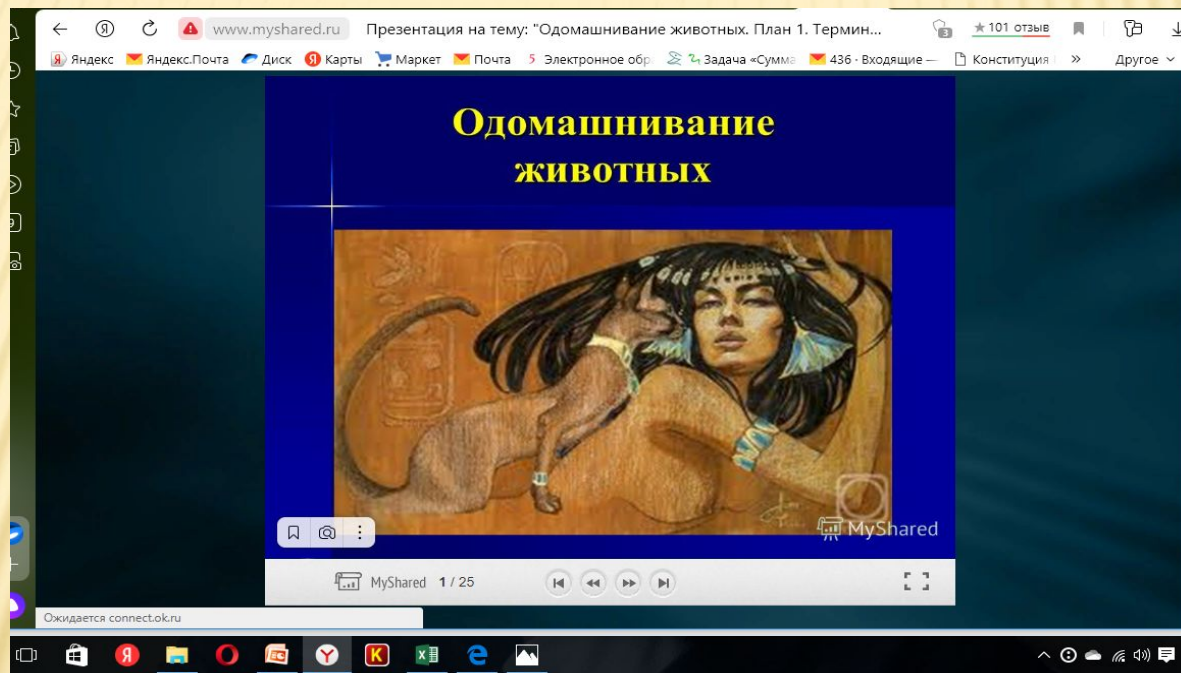 www.myshared.ru Презентация на тему: "Одомашнивание животных. План 1. Термин... 3 ★ 101 отзыв
Яндекс Яндекс.Почта Диск Карты Маркет Почта 5 Электронное обр Задача «Сумма 436 · Входящие — Конституция » Другое
Одомашнивание
животных
MyShared
MyShared 1 / 25
Ожидается connect.ok.ru